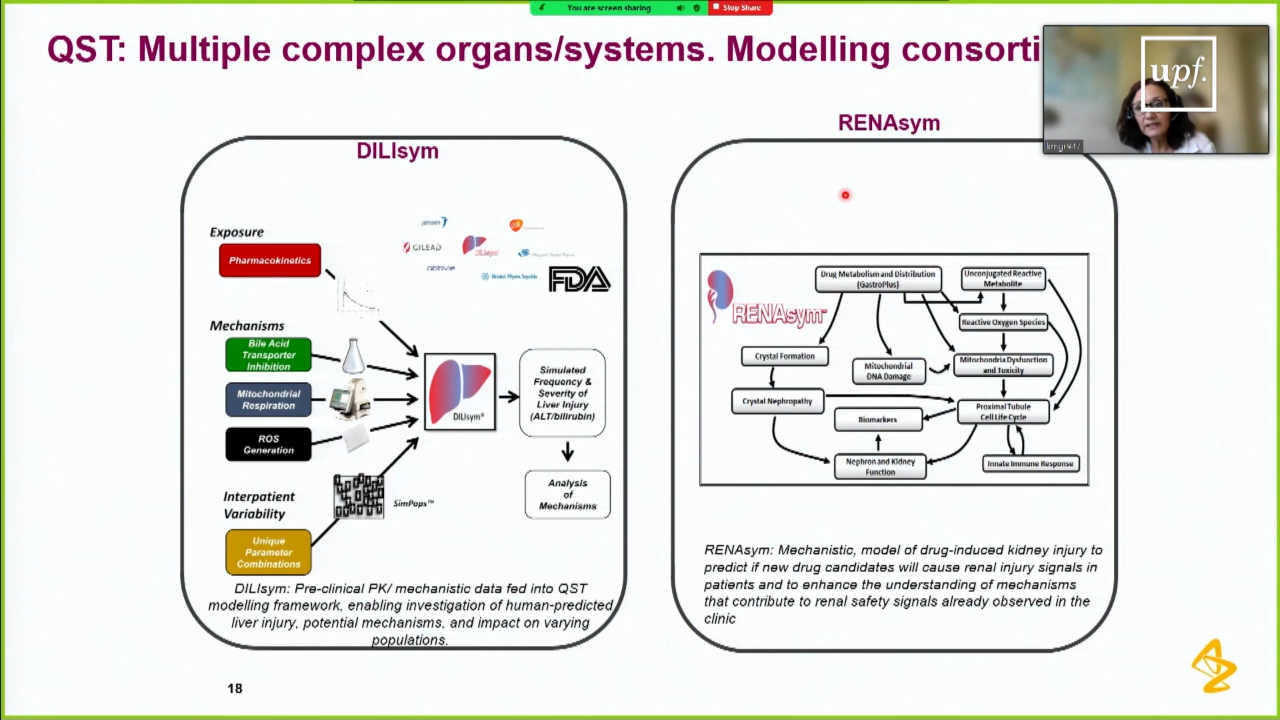 You are screen sharing
Stop Share
QST: Multiple complex organs/systems. Modelling consorti
upf.
DILIsym
Exposure
Pharmacokinetics
Mechanisms
Bile Acid
Transporter
Inhibition
Mitochondrial
Respiration
ROS
Generation
Interpatient
Variability
Unique
Parameter
Combinations
SimPops™
janssen
GILEAD
DILIsym
abbvie
Bristol-Myers Squibb
FDA
DILIsym®
Simulated
Frequency &
Severity of
Liver Injury
(ALT/bilirubin)
Analysis
of
Mechanisms
DILIsym: Pre-clinical PK/ mechanistic data fed into QST
modelling framework, enabling investigation of human-predicted
liver injury, potential mechanisms, and impact on varying
populations.
RENAsym
RENAsym
Drug Metabolism and Distribution
(GastroPlus)
Unconjugated Reactive
Metabolite
Reactive Oxygen Species
Crystal Formation
Mitochondrial
DNA Damage
Mitochondria Dysfunction
and Toxicity
Crystal Nephropathy
Proximal Tubule
Cell Life Cycle
Biomarkers
Nephron and Kidney
Function
Innate Immune Response
RENAsym: Mechanistic, model of drug-induced kidney injury to
predict if new drug candidates will cause renal injury signals in
patients and to enhance the understanding of mechanisms
that contribute to renal safety signals already observed in the
clinic
18